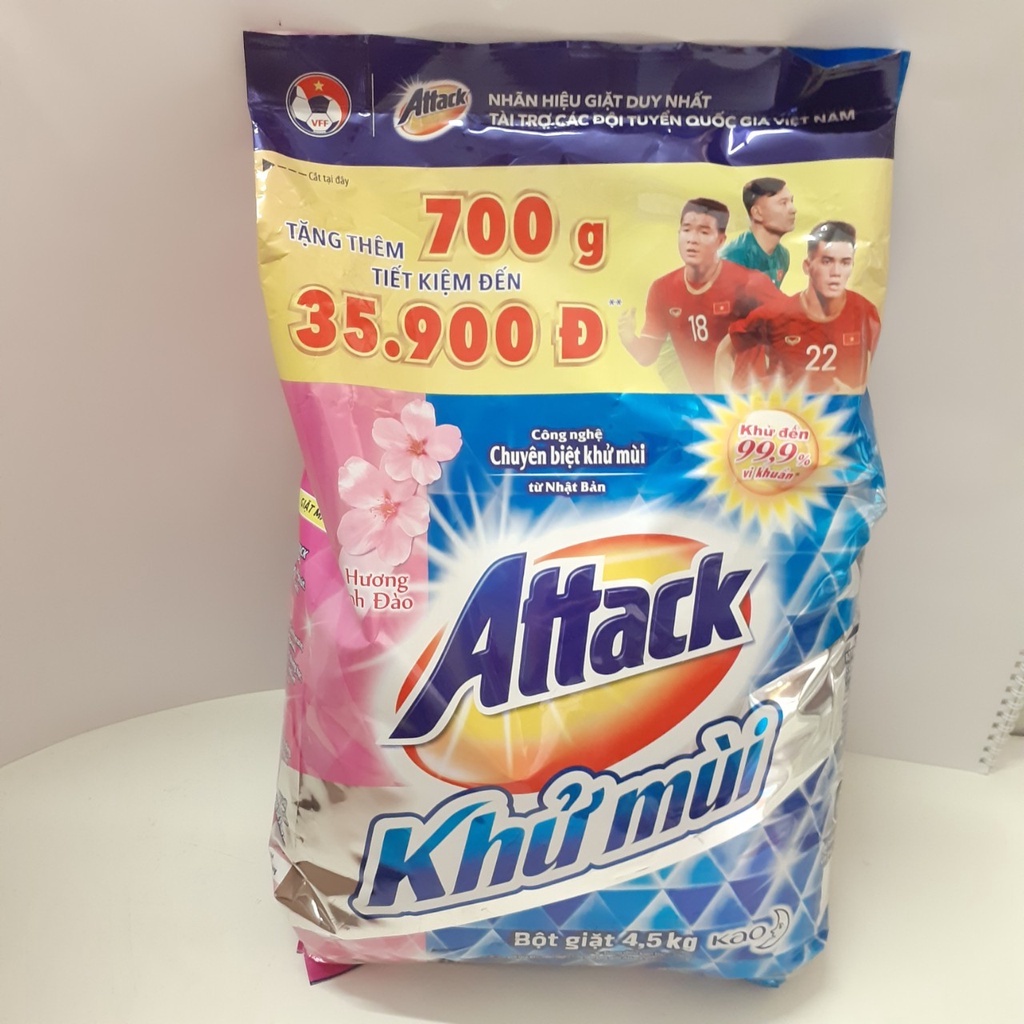 VFF
Attack
NHÃN HIỆU GIẶT DUY NHẤT
TÀI TRỢ CÁC ĐỘI TUYỂN QUỐC GIA VIỆT NAM
Cắt tại đây
TẶNG THÊM 700 g
TIẾT KIỆM ĐẾN
35.900 Đ**
18
22
Công nghệ
Chuyên biệt khử mùi
từ Nhật Bản
Khử đến
99,9%
vi khuẩn*
GIẶT
Hương
Đào
Attack
Khử mùi
Bột giặt 4,5kg Kao